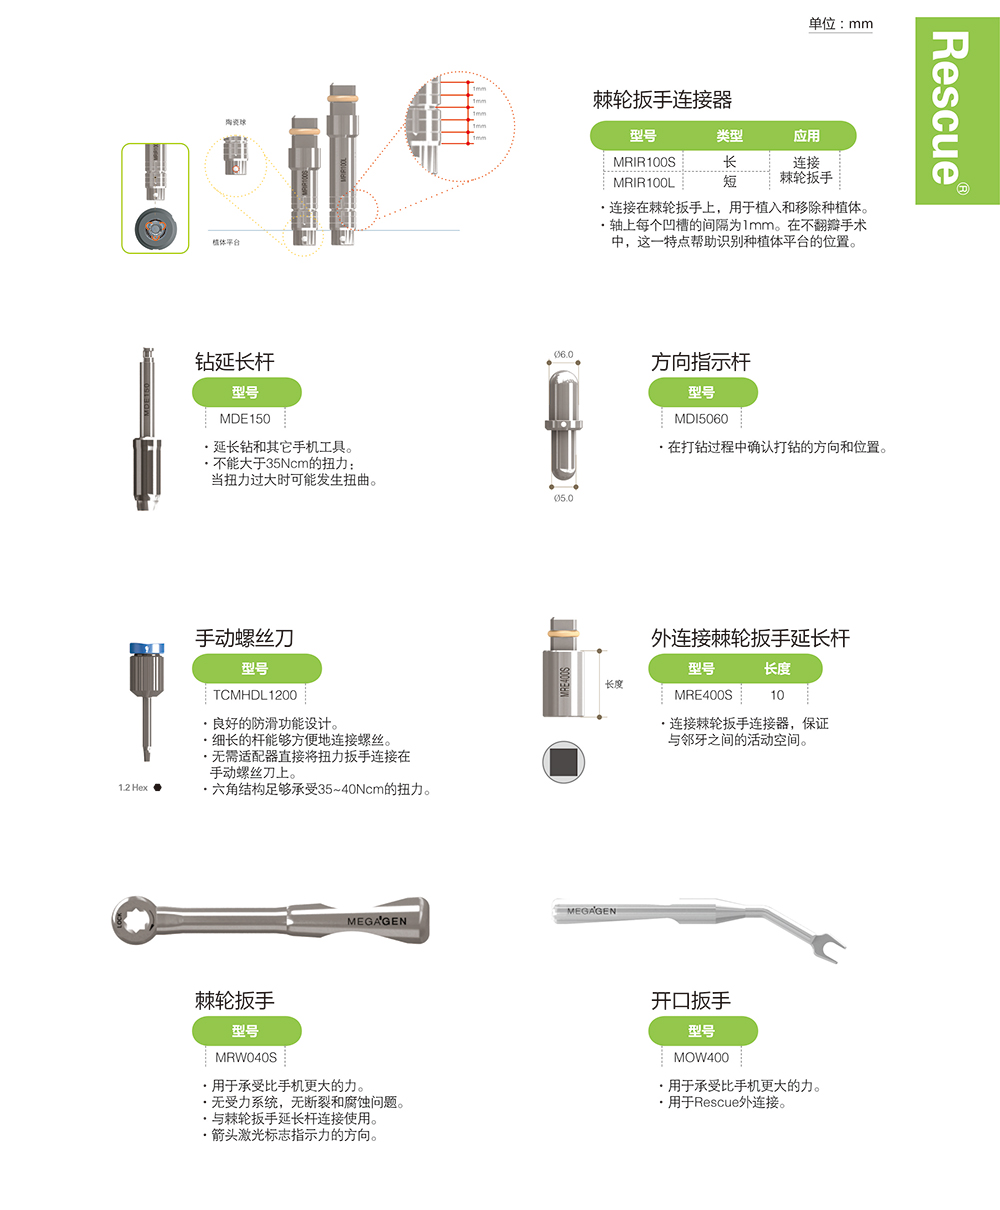 单位：mm
Rescue®
棘轮扳手连接器
型号 类型 应用
MRIR100S 长 连接
棘轮扳手
MRIR100L 短
・连接在棘轮扳手上，用于植入和移除种植体。
・轴上每个凹槽的间隔为1mm。在不翻瓣手术
中，这一特点帮助识别种植体平台的位置。
陶瓷球
植体平台
MRIR100S
MRIR100L
1mm
1mm
1mm
1mm
1mm
钻延长杆
型号
MDE150
MDE150
・延长钻和其它手机工具。
・不能大于35Ncm的扭力；
当扭力过大时可能发生扭曲。
Ø6.0
Ø5.0
方向指示杆
型号
MDI5060
・在打钻过程中确认打钻的方向和位置。
手动螺丝刀
型号
TCMHDL1200
・良好的防滑功能设计。
・细长的杆能够方便地连接螺丝。
・无需适配器直接将扭力扳手连接在
手动螺丝刀上。
・六角结构足够承受35~40Ncm的扭力。
1.2 Hex
MRE400S
长度
外连接棘轮扳手延长杆
型号 长度
MRE400S 10
・连接棘轮扳手连接器，保证
与邻牙之间的活动空间。
LOCK
MEGAGEN
棘轮扳手
型号
MRW040S
・用于承受比手机更大的力。
・无受力系统，无断裂和腐蚀问题。
・与棘轮扳手延长杆连接使用。
・箭头激光标志指示力的方向。
MEGAGEN
开口扳手
型号
MOW400
・用于承受比手机更大的力。
・用于Rescue外连接。